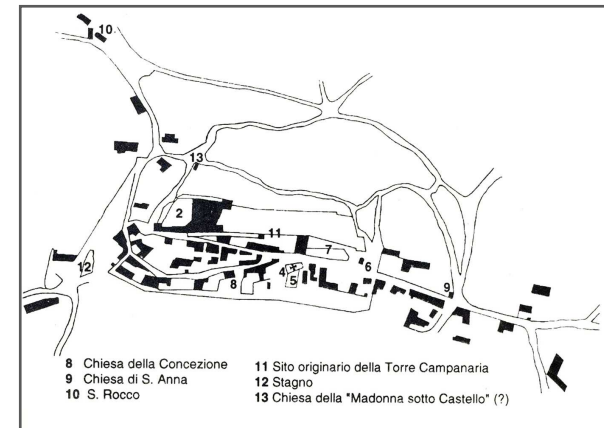 10
13
2
11
7
6
12
4
5
8
9
8 Chiesa della Concezione
9 Chiesa di S. Anna
10 S. Rocco
11 Sito originario della Torre Campanaria
12 Stagno
13 Chiesa della "Madonna sotto Castello" (?)